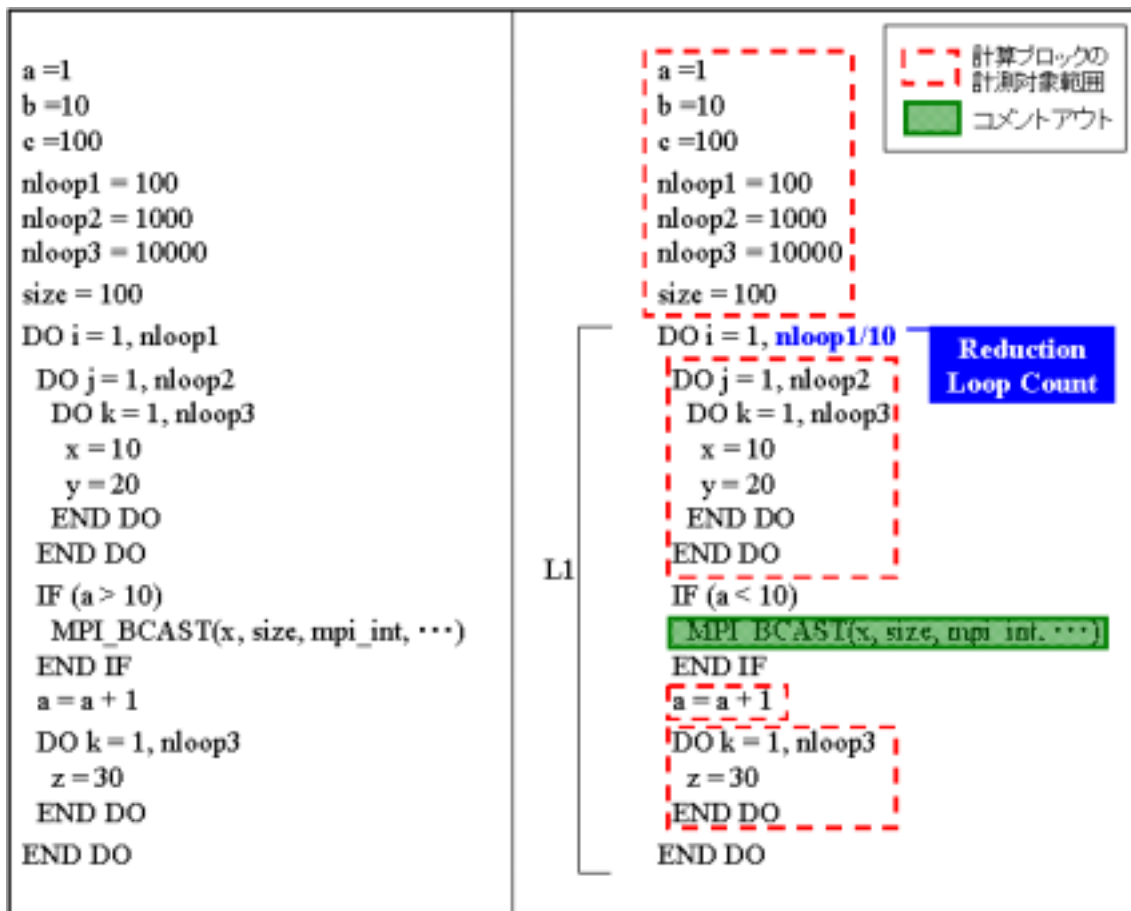 a =1
b =10
c =100
nloop1 = 100
nloop2 = 1000
nloop3 = 10000
size = 100
DO i = 1, nloop1
DO j = 1, nloop2
DO k = 1, nloop3
x = 10
y = 20
END DO
END DO
IF (a > 10)
MPI_BCAST(x, size, mpi_int, ･･･)
END IF
a = a + 1
DO k = 1, nloop3
z = 30
END DO
END DO
a =1
b =10
c =100
nloop1 = 100
nloop2 = 1000
nloop3 = 10000
size = 100
DO i = 1, nloop1/10
DO j = 1, nloop2
DO k = 1, nloop3
x = 10
y = 20
END DO
END DO
IF (a < 10)
MPI_BCAST(x, size, mpi_int, ･･･)
END IF
a = a + 1
DO k = 1, nloop3
z = 30
END DO
END DO
L1
Reduction
Loop Count
計算ブロックの
計測対象範囲
コメントアウト